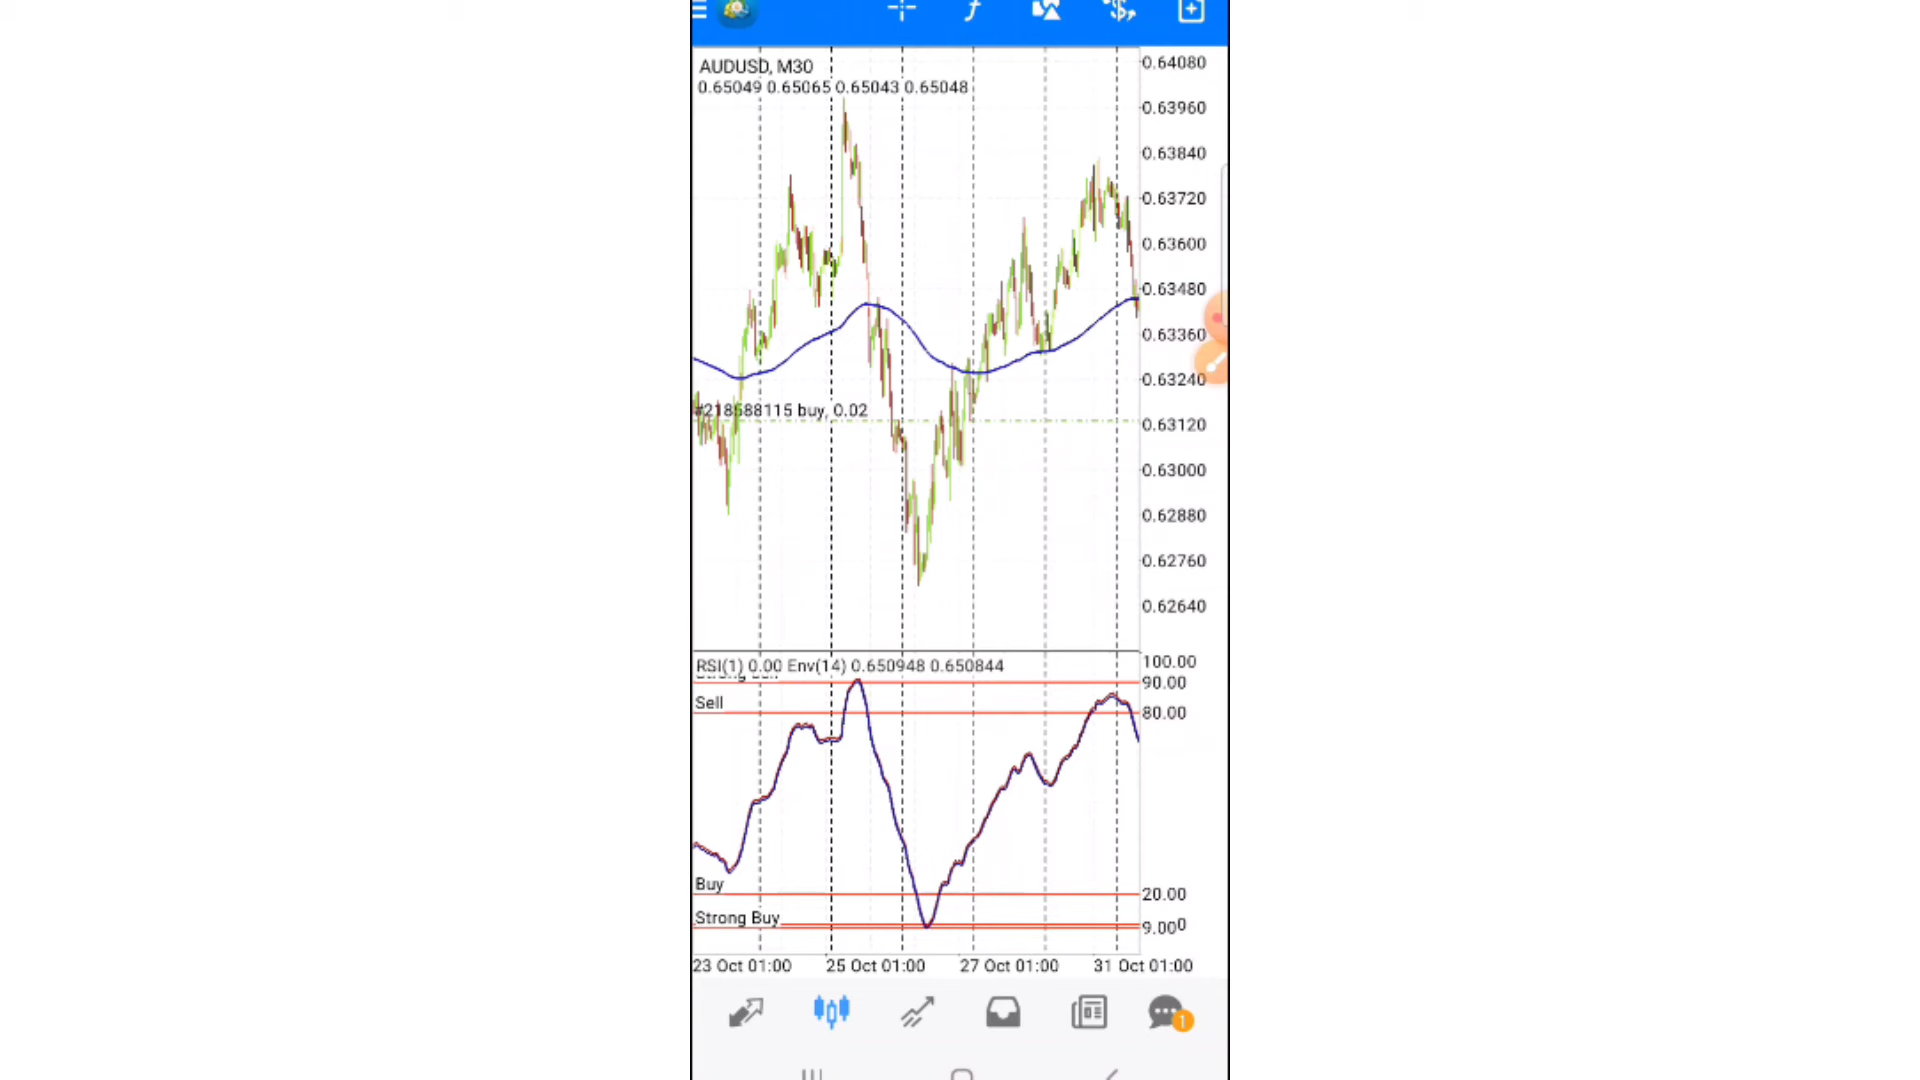 AUDUSD, M30
0.65049 0.65065 0.65043 0.65048
0.64080
0.63960
0.63840
0.63720
0.63600
0.63480
0.63360
0.63240
#218588115 buy, 0.02
0.63120
0.63000
0.62880
0.62760
0.62640
RSI(1) 0.00 Env(14) 0.650948 0.650844
100.00
90.00
Sell
80.00
Buy
20.00
Strong Buy
9.000
23 Oct 01:00 25 Oct 01:00 27 Oct 01:00 31 Oct 01:00
1